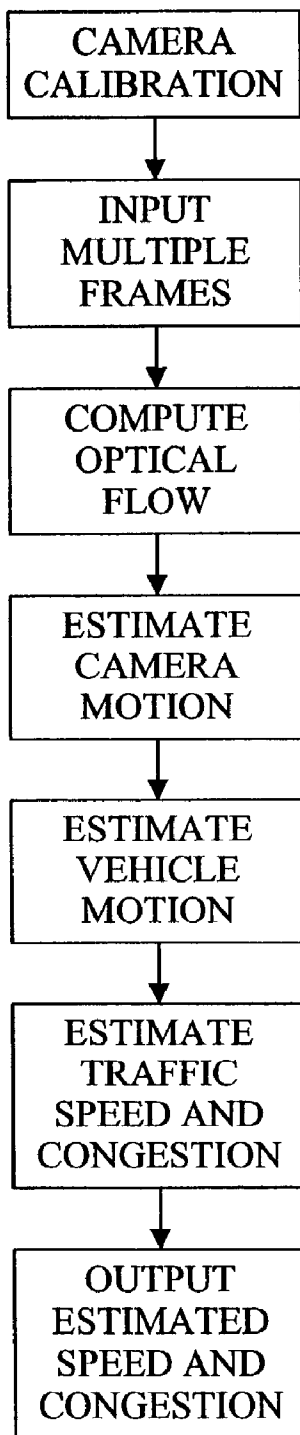 CAMERA
CALIBRATION
INPUT
MULTIPLE
FRAMES
COMPUTE
OPTICAL
FLOW
ESTIMATE
CAMERA
MOTION
ESTIMATE
VEHICLE
MOTION
ESTIMATE
TRAFFIC
SPEED AND
CONGESTION
OUTPUT
ESTIMATED
SPEED AND
CONGESTION